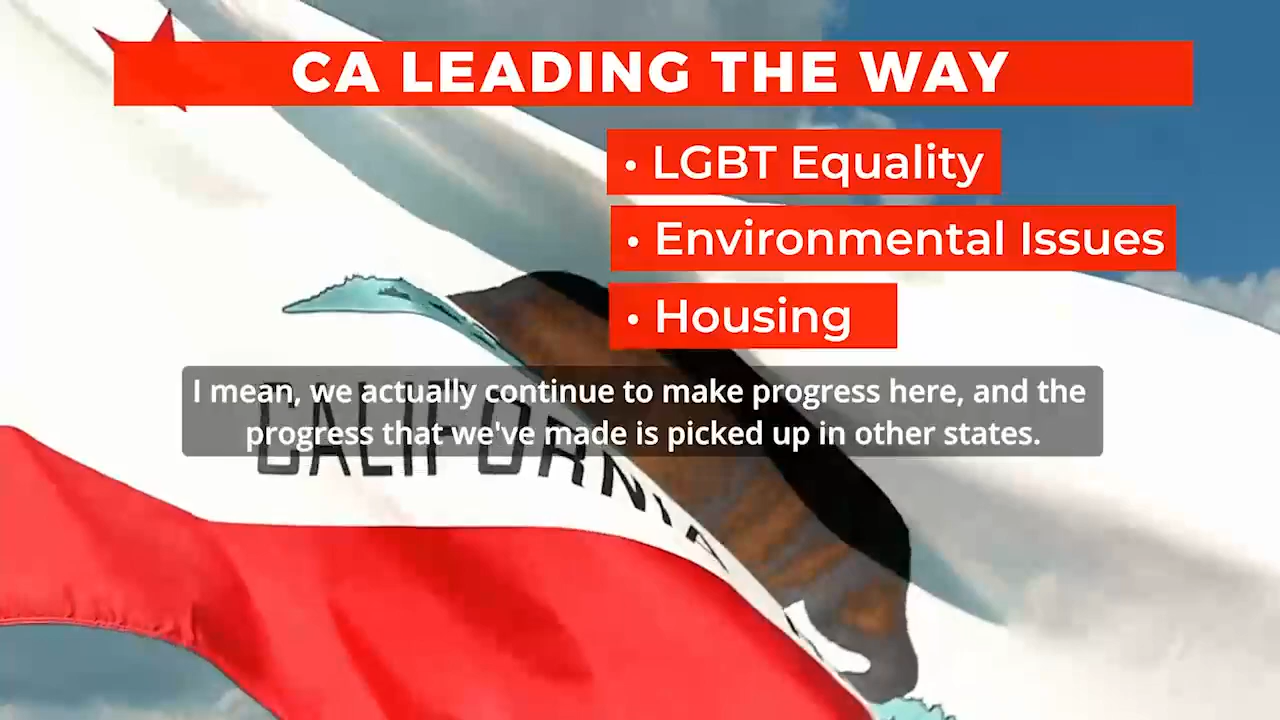 CA LEADING THE WAY
• LGBT Equality
• Environmental Issues
• Housing
I mean, we actually continue to make progress here, and the
progress that we've made is picked up in other states.
CALIFORNIA